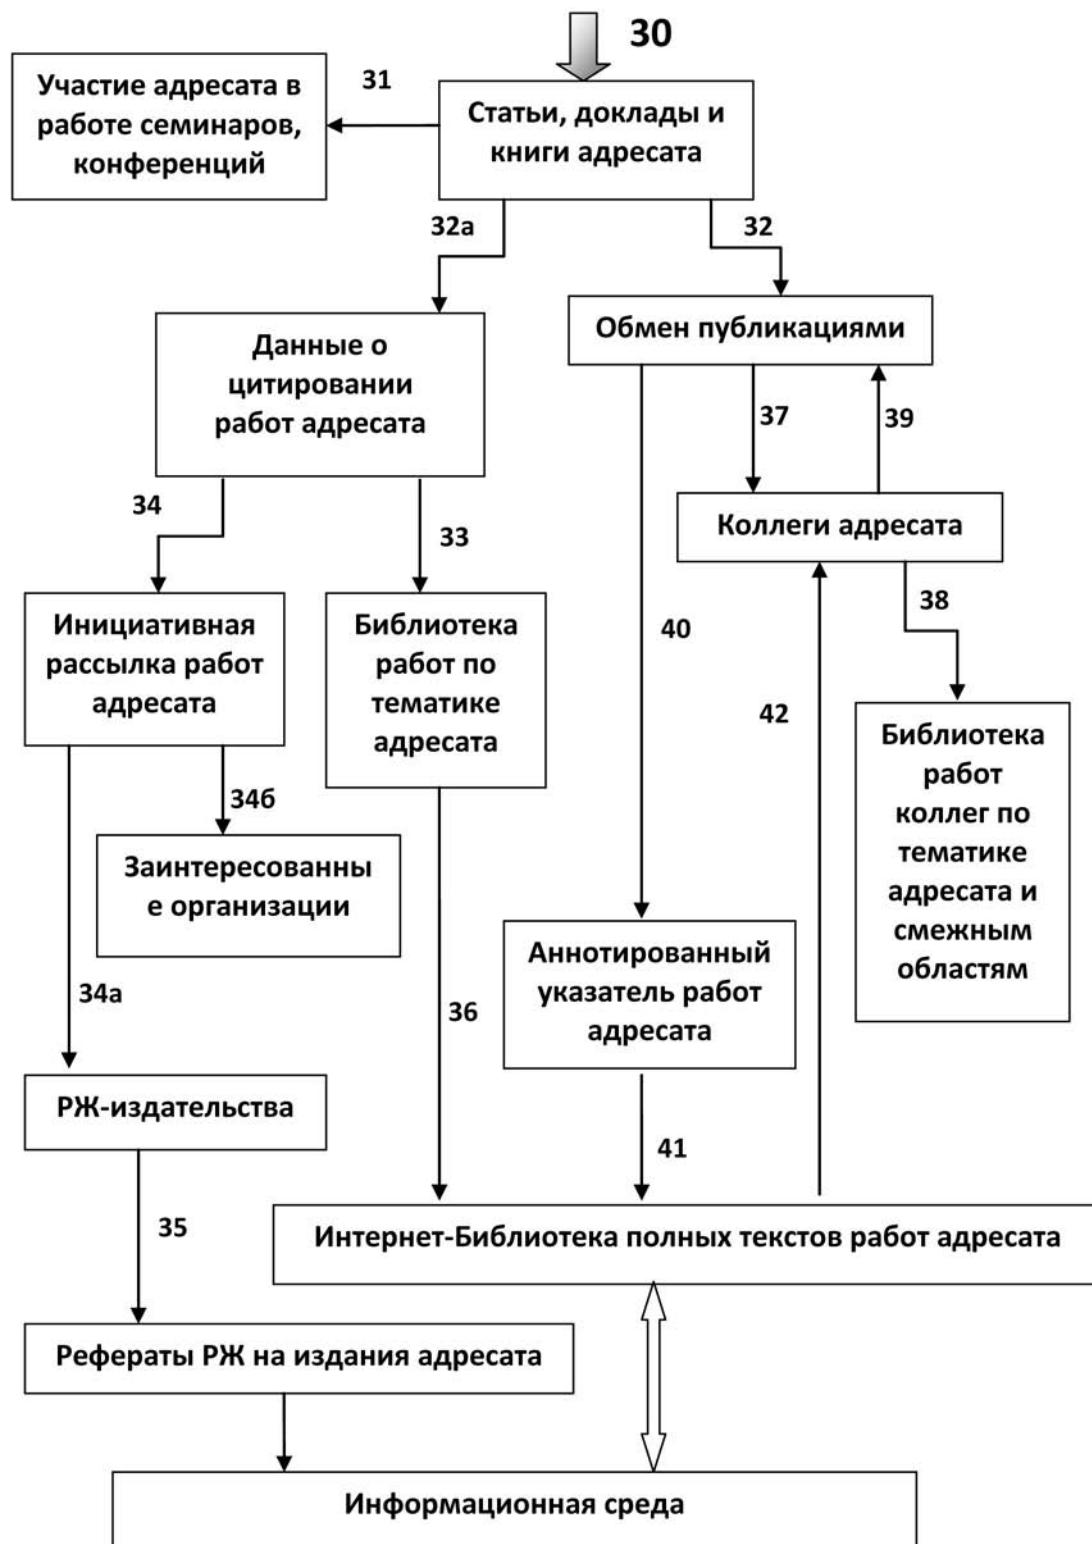 30
31
Участие адресата в
работе семинаров,
конференций
Статьи, доклады и
книги адресата
32а
32
Данные о
цитировании
работ адресата
Обмен публикациями
37
39
34
33
Коллеги адресата
Инициативная
рассылка работ
адресата
Библиотека
работ по
тематике
адресата
40
38
42
Библиотека
работ
коллег по
тематике
адресата и
смежным
областям
34б
Заинтересованны
е организации
34а
36
Аннотированный
указатель работ
адресата
РЖ-издательства
41
35
Интернет-Библиотека полных текстов работ адресата
Рефераты РЖ на издания адресата
Информационная среда